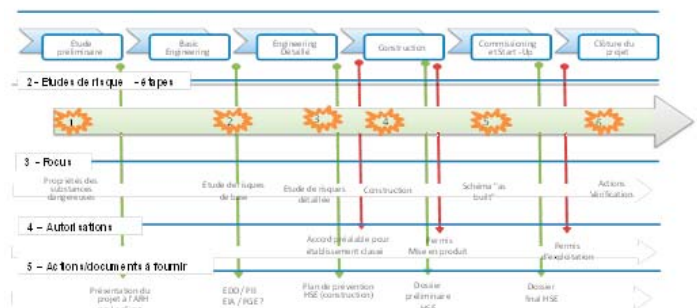 Etude
préliminaire
Basic
Engineering
Engineering
Détaillé
Construction
Commissioning
et Start-Up
Clôture du
projet
2 - Etudes de risque - étapes
1
2
3
4
5
6
3 - Focus
Propriétés des
substances
dangereuses
Etude de risques
de base
Etude de risques
détaillée
Construction
Schéma "as
built"
Actions
Vérification
4 - Autorisations
Accord préalable pour
établissement classé
Permis
Mise en produit
Permis
d'exploitation
5 - Actions/documents à fournir
Présentation du
projet à l'ARH
EDD / PII
EIA / PGE ?
Plan de prévention
HSE (construction)
Dossier
préliminaire
HSE
Dossier
final HSE